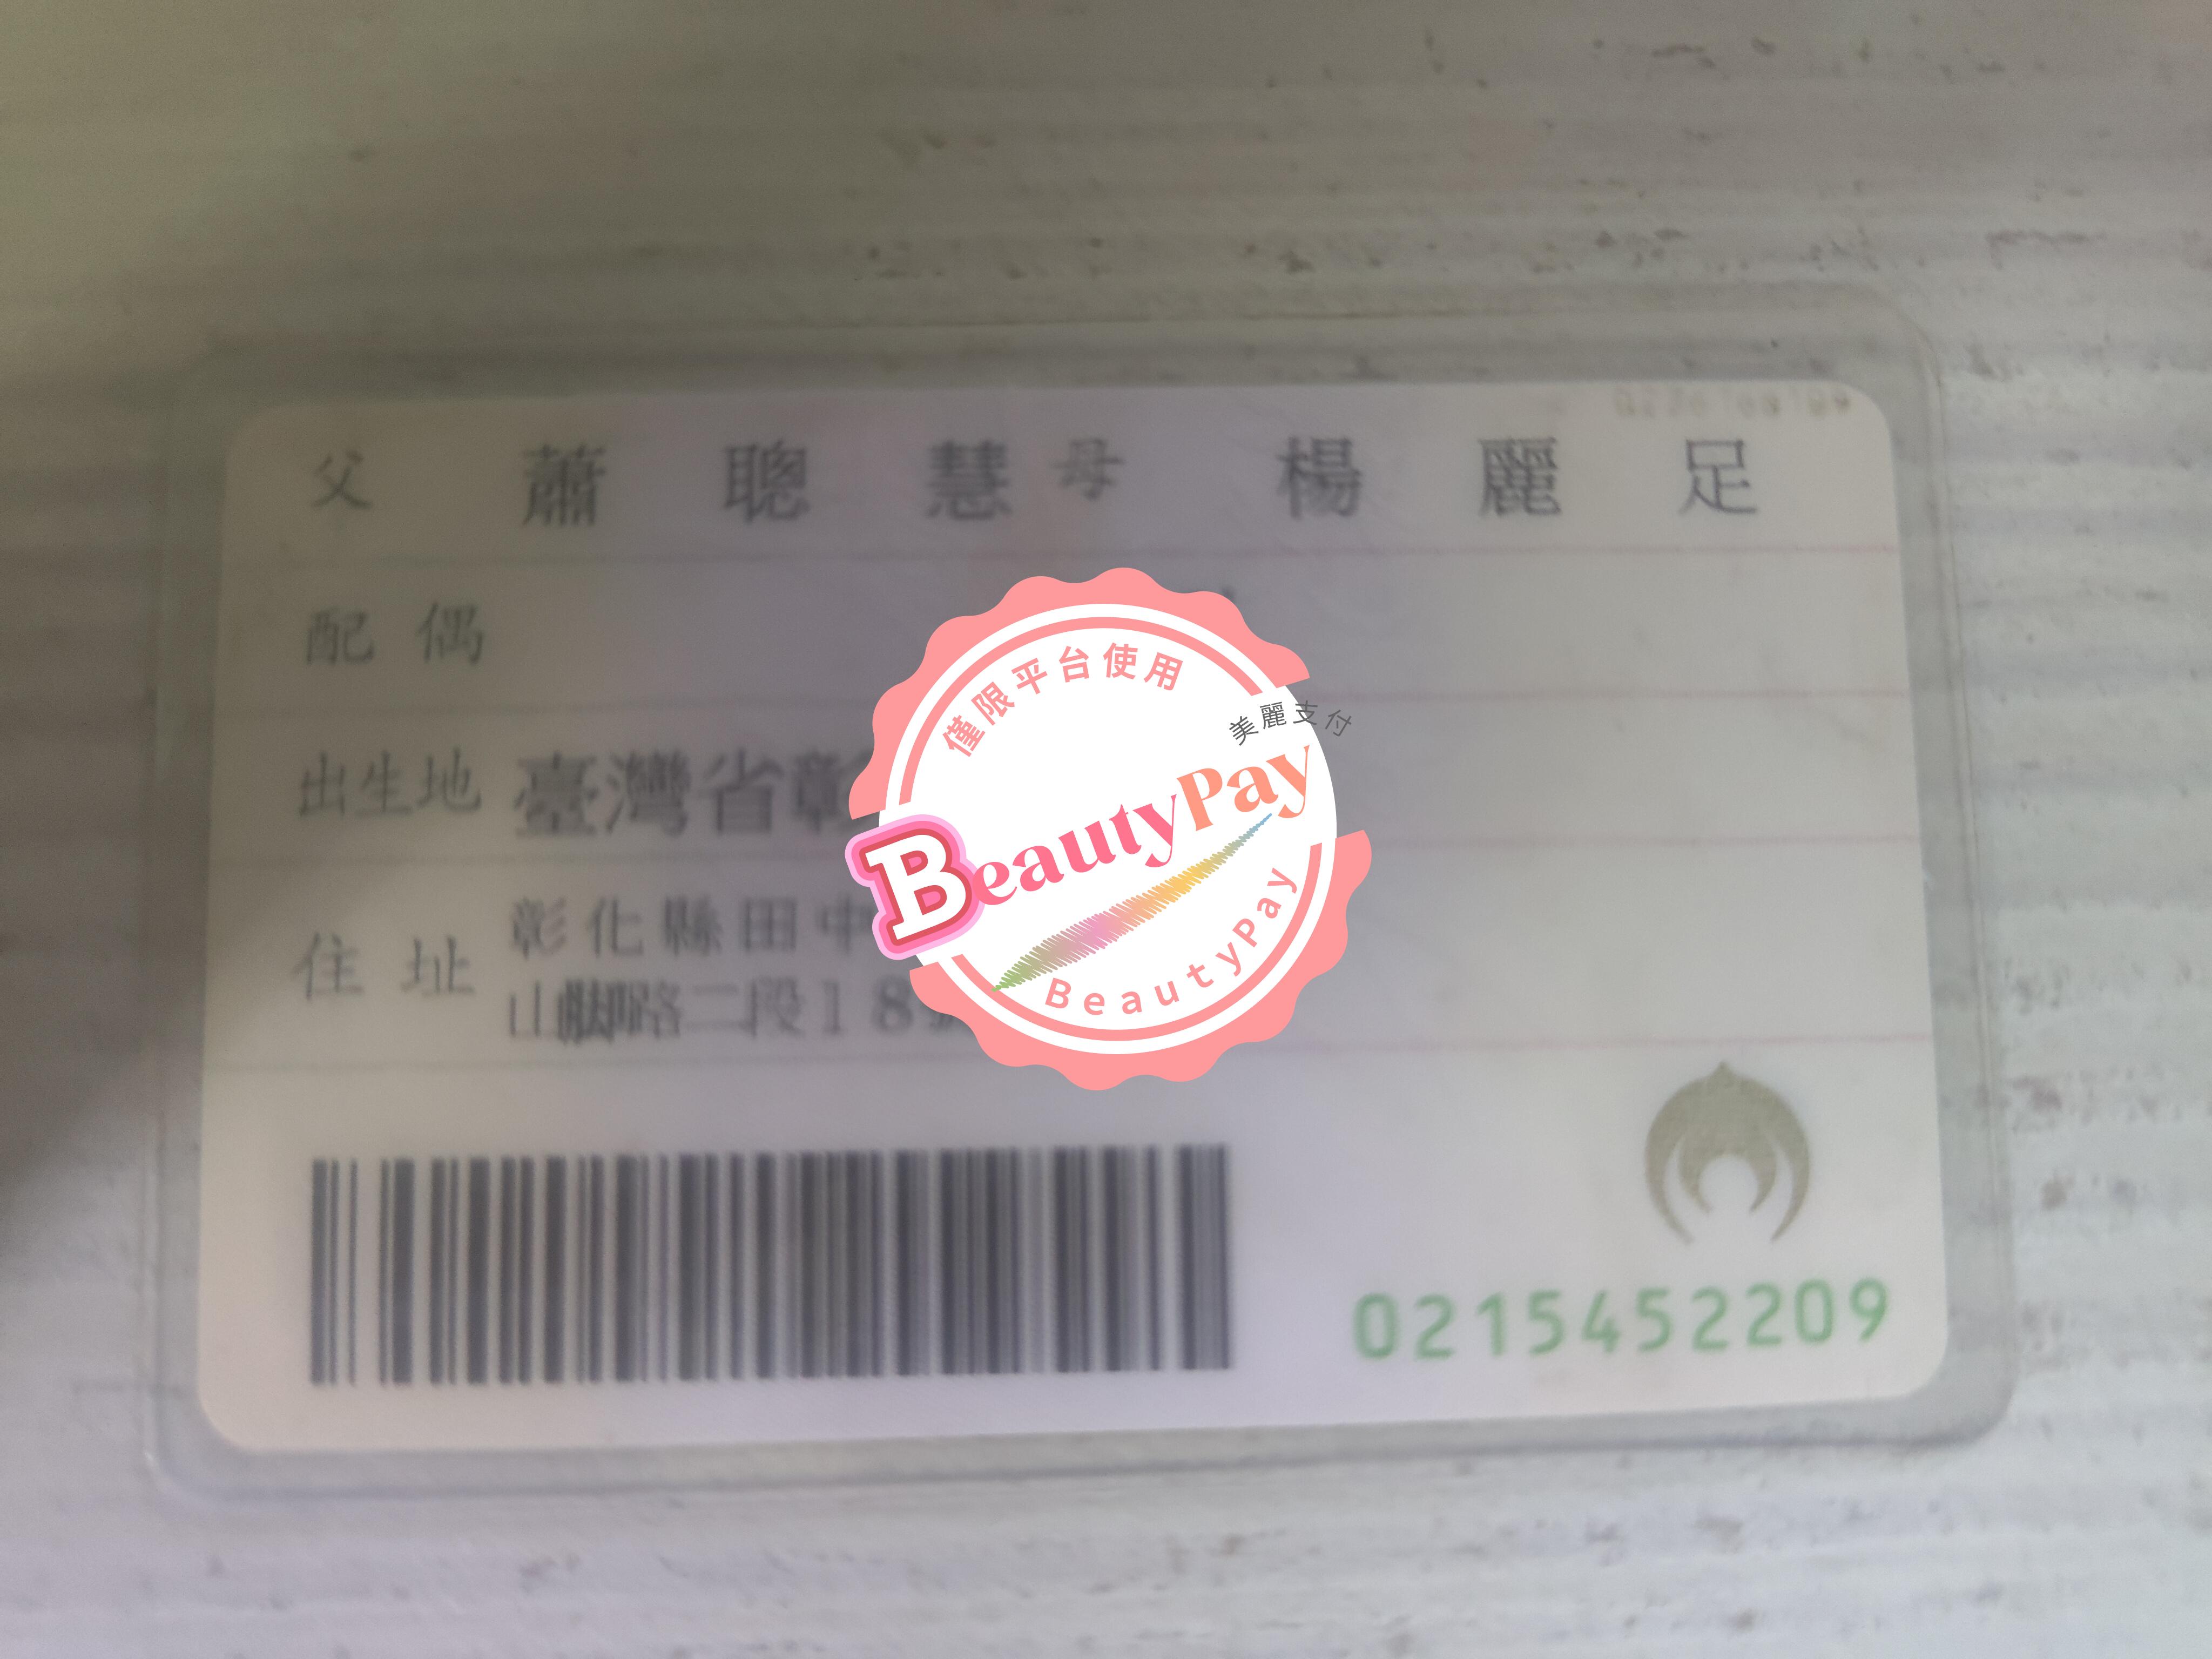 父 蕭聰慧 母 楊麗足
配偶
出生地 臺灣省彰
住址 彰化縣田中
山腳路二段18
0215452209
僅限平台使用
美麗支付
BeautyPay
BeautyPay